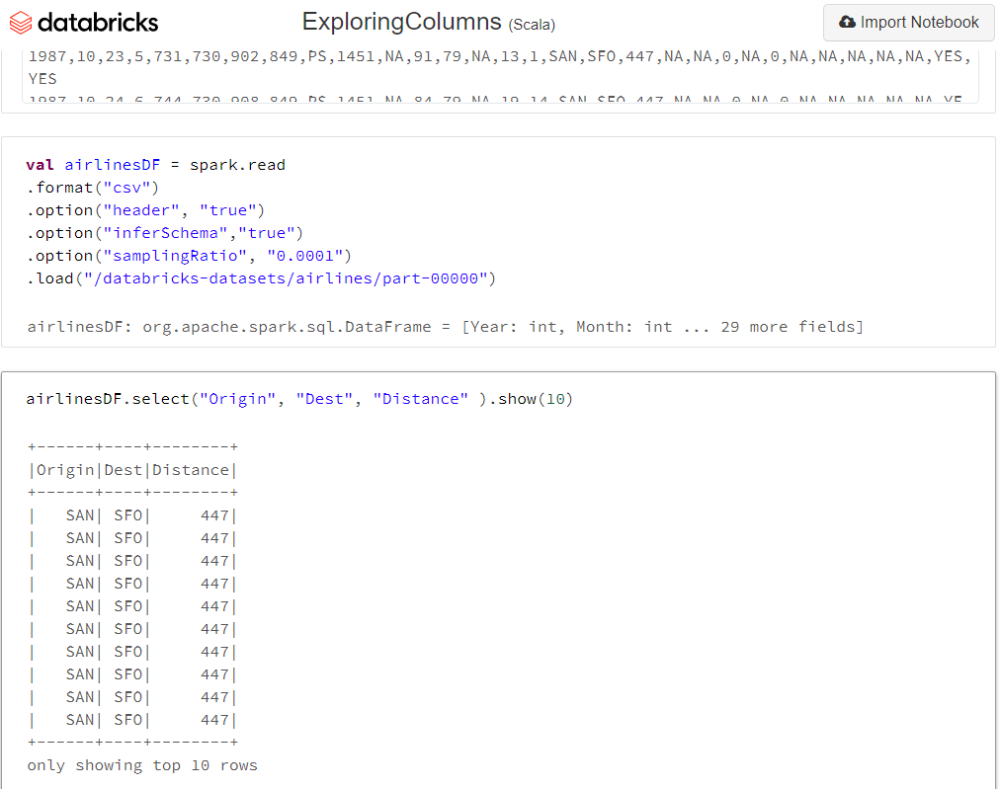 databricks
ExploringColumns (Scala)
Import Notebook
1987,10,23,5,731,730,902,849,PS,1451,NA,91,79,NA,13,1,SAN,SFO,447,NA,NA,0,NA,0,NA,NA,NA,NA,NA,YES,
YES
1987,10,24,6,744,730,908,849,PS,1451,NA,84,79,NA,19,14,SAN,SFO,447,NA,NA,0,NA,0,NA,NA,NA,NA,NA,YE
val airlinesDF = spark.read
.format("csv")
.option("header", "true")
.option("inferSchema","true")
.option("samplingRatio", "0.0001")
.load("/databricks-datasets/airlines/part-00000")
airlinesDF: org.apache.spark.sql.DataFrame = [Year: int, Month: int ... 29 more fields]
airlinesDF.select("Origin", "Dest", "Distance" ).show(10)
+------+----+--------+
|Origin|Dest|Distance|
+------+----+--------+
|   SAN| SFO|     447|
|   SAN| SFO|     447|
|   SAN| SFO|     447|
|   SAN| SFO|     447|
|   SAN| SFO|     447|
|   SAN| SFO|     447|
|   SAN| SFO|     447|
|   SAN| SFO|     447|
|   SAN| SFO|     447|
|   SAN| SFO|     447|
+------+----+--------+
only showing top 10 rows